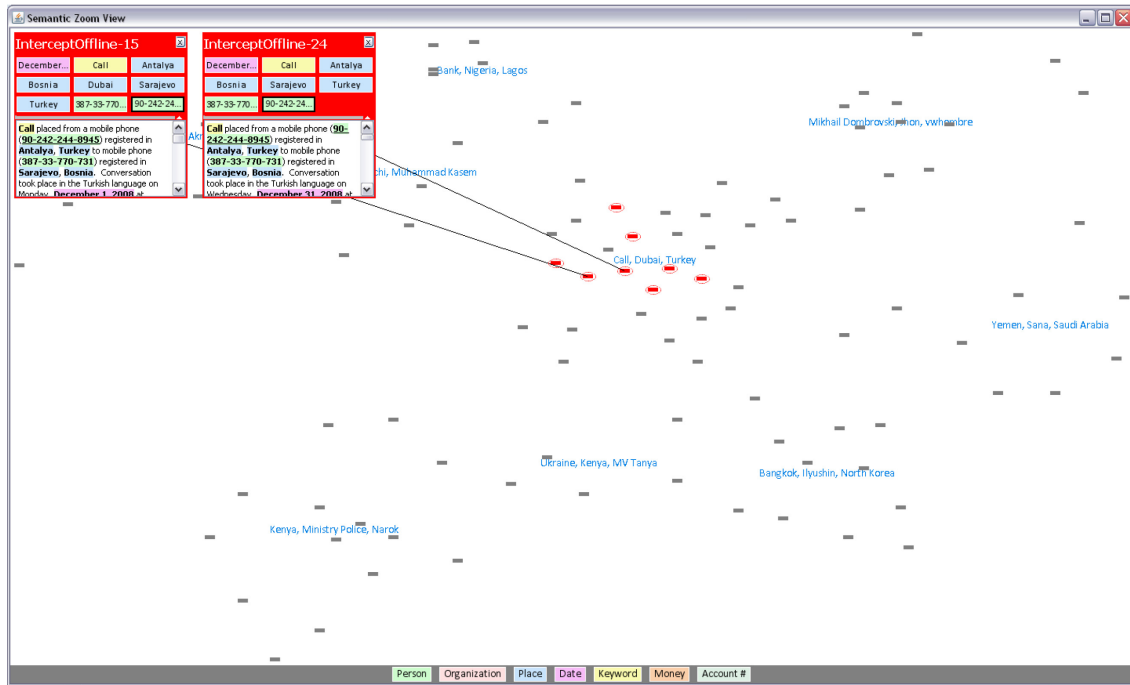 Semantic Zoom View
InterceptOffline-15
x
December... Call Antalya
Bosnia Dubai Sarajevo
Turkey 387-33-770... 90-242-24...
Call placed from a mobile phone
(90-242-244-8945) registered in
Antalya, Turkey to mobile phone
(387-33-770-731) registered in
Sarajevo, Bosnia. Conversation
took place in the Turkish language on
Monday, December 1, 2008 at
InterceptOffline-24
x
December... Call Antalya
Bosnia Sarajevo Turkey
387-33-770... 90-242-24...
Call placed from a mobile phone (90-
242-244-8945) registered in
Antalya, Turkey to mobile phone
(387-33-770-731) registered in
Sarajevo, Bosnia. Conversation
took place in the Turkish language on
Wednesday, December 31, 2008 at
Bank, Nigeria, Lagos
Muhammad Kasem
Call, Dubai, Turkey
Yemen, Sana, Saudi Arabia
Ukraine, Kenya, MV Tanya
Bangkok, Ilyushin, North Korea
Kenya, Ministry Police, Narok
Person Organization Place Date Keyword Money Account #